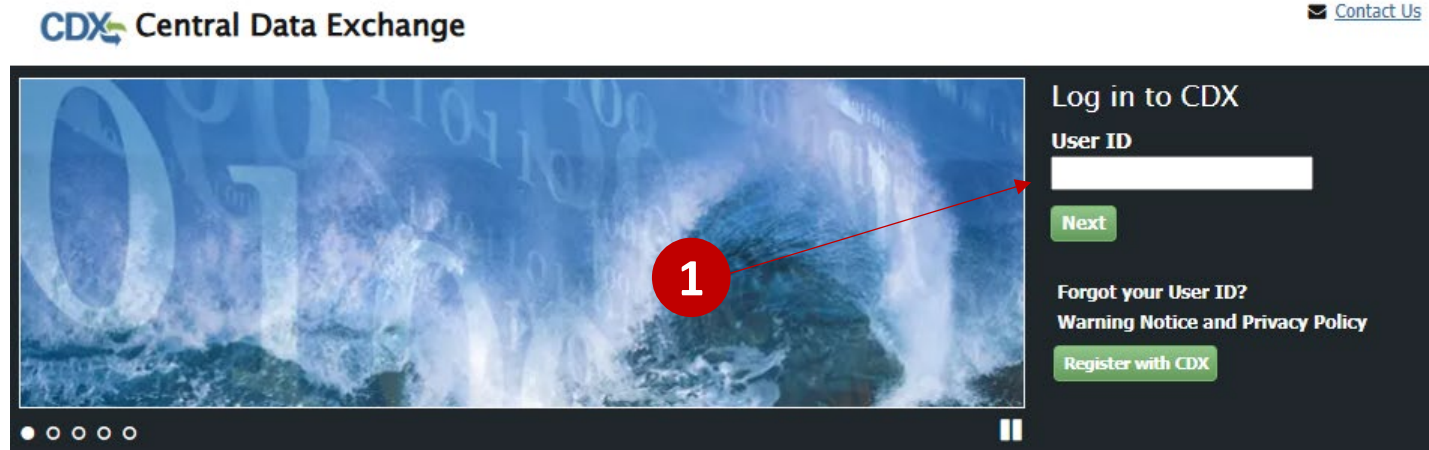 CDX Central Data Exchange
Contact Us
Log in to CDX
User ID
1
Next
Forgot your User ID?
Warning Notice and Privacy Policy
Register with CDX